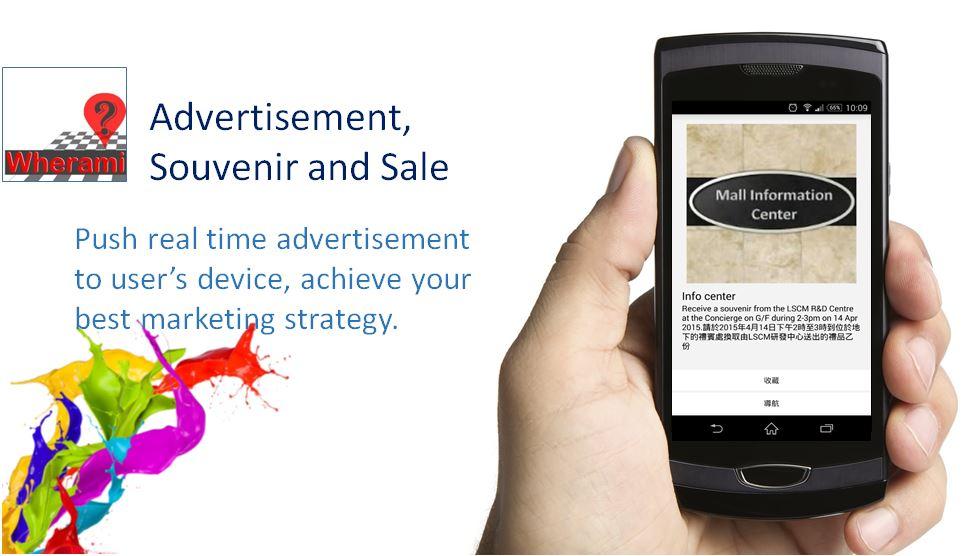 Wherami
Advertisement,
Souvenir and Sale
Push real time advertisement
to user's device, achieve your
best marketing strategy.
65% 10:09
Mall Information
Center
Info center
Receive a souvenir from the LSCM R&D Centre
at the Concierge on G/F during 2-3pm on 14 Apr
2015.請於2015年4月14日下午2時至3時到位於地
下的禮賓處換取由LSCM研發中心送出的禮品乙
份
收藏
導航